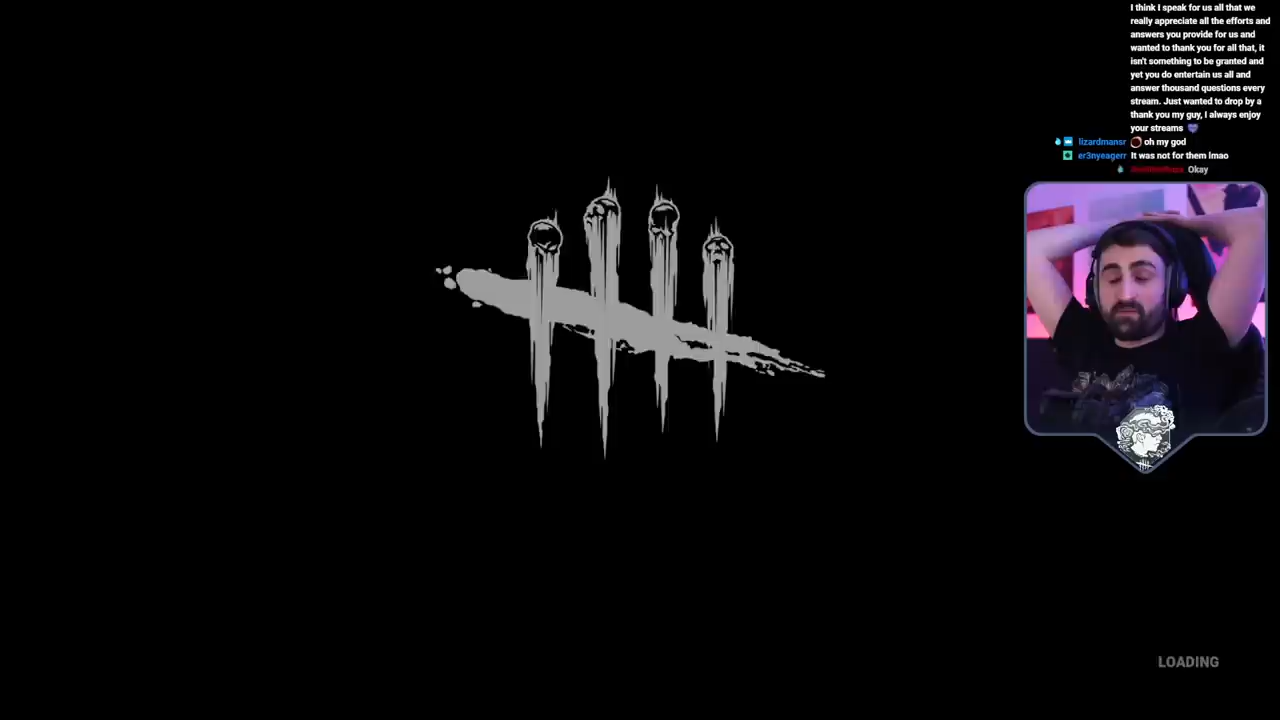 I think I speak for us all that we
really appreciate all the efforts and
answers you provide for us and
wanted to thank you for all that, it
isn't something to be granted and
yet you do entertain us all and
answer thousand questions every
stream. Just wanted to drop by a
thank you my guy, I always enjoy
your streams
lizardmansr oh my god
er3nyeagerr It was not for them lmao
Okay
LOADING